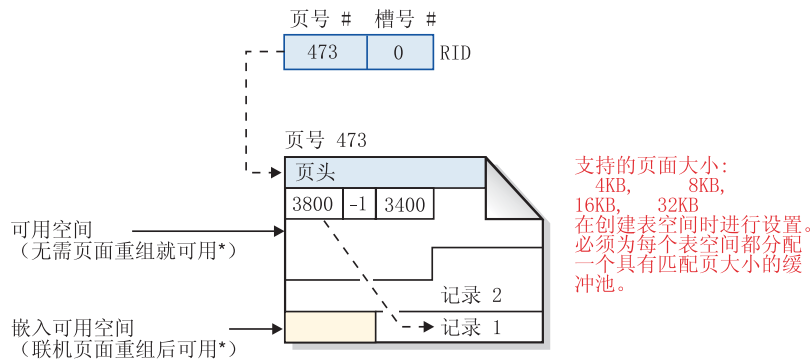 页号 # 槽号 #
473 0 RID
页号 473
页头
3800 -1 3400
可用空间
（无需页面重组就可用*）
记录 2
嵌入可用空间
（联机页面重组后可用*）
记录 1
支持的页面大小:
4KB, 8KB,
16KB, 32KB
在创建表空间时进行设置。
必须为每个表空间都分配
一个具有匹配页大小的缓
冲池。